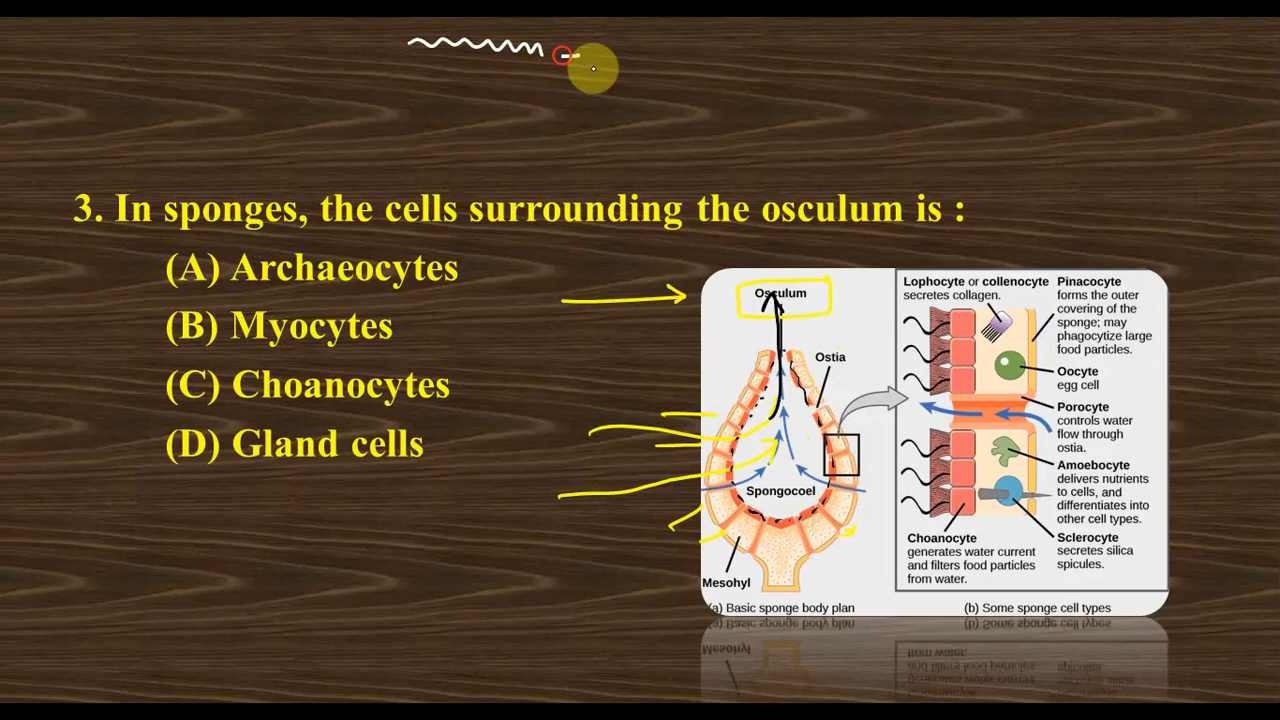 3. In sponges, the cells surrounding the osculum is :
(A) Archaeocytes
(B) Myocytes
(C) Choanocytes
(D) Gland cells
Osculum
Ostia
Spongocoel
Mesohyl
(a) Basic sponge body plan
Lophocyte or collenocyte
secretes collagen.
Pinacocyte
forms the outer
covering of the
sponge; may
phagocytize large
food particles.
Oocyte
egg cell
Porocyte
controls water
flow through
ostia.
Amoebocyte
delivers nutrients
to cells, and
differentiates into
other cell types.
Choanocyte
generates water current
and filters food particles
from water.
Sclerocyte
secretes silica
spicules.
(b) Some sponge cell types